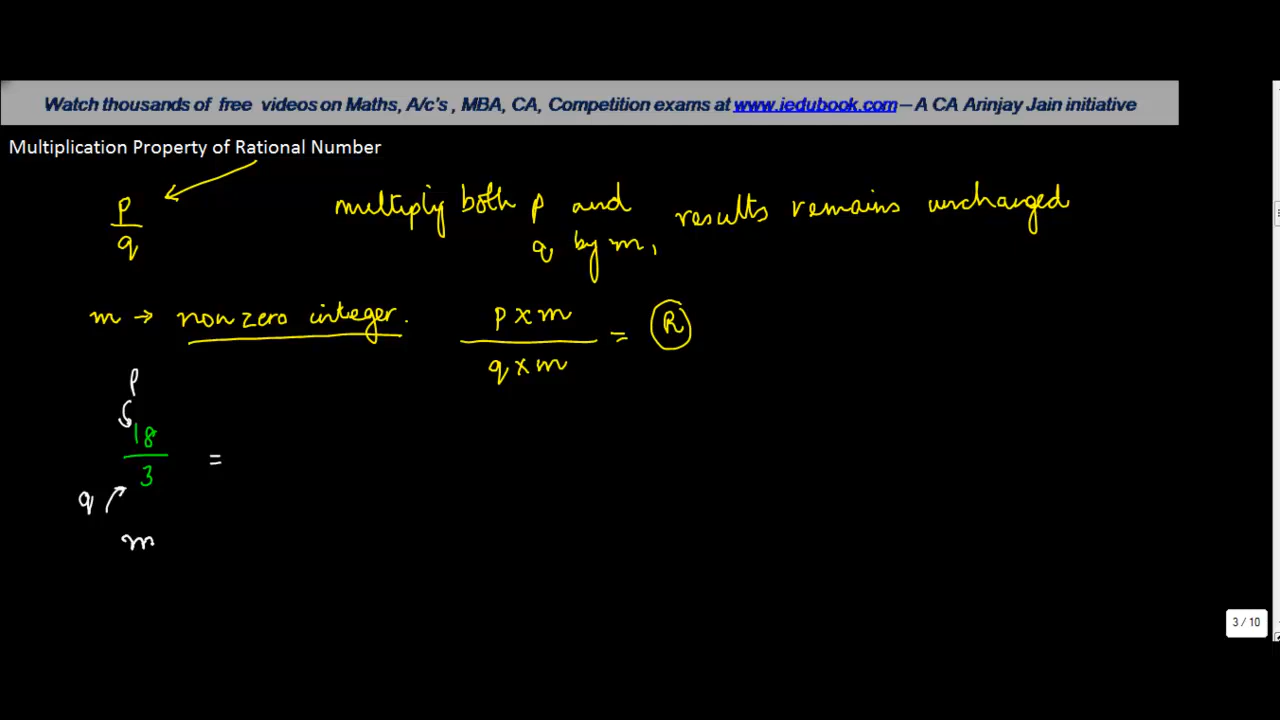 Watch thousands of free videos on Maths, A/c's , MBA, CA, Competition exams at www.iedubook.com – A CA Arinjay Jain initiative
Multiplication Property of Rational Number
p
q
multiply both p and
q by m,
results remains unchanged
m → non zero integer.
p x m
q x m
= R
p
18
3
=
q
m
3 / 10